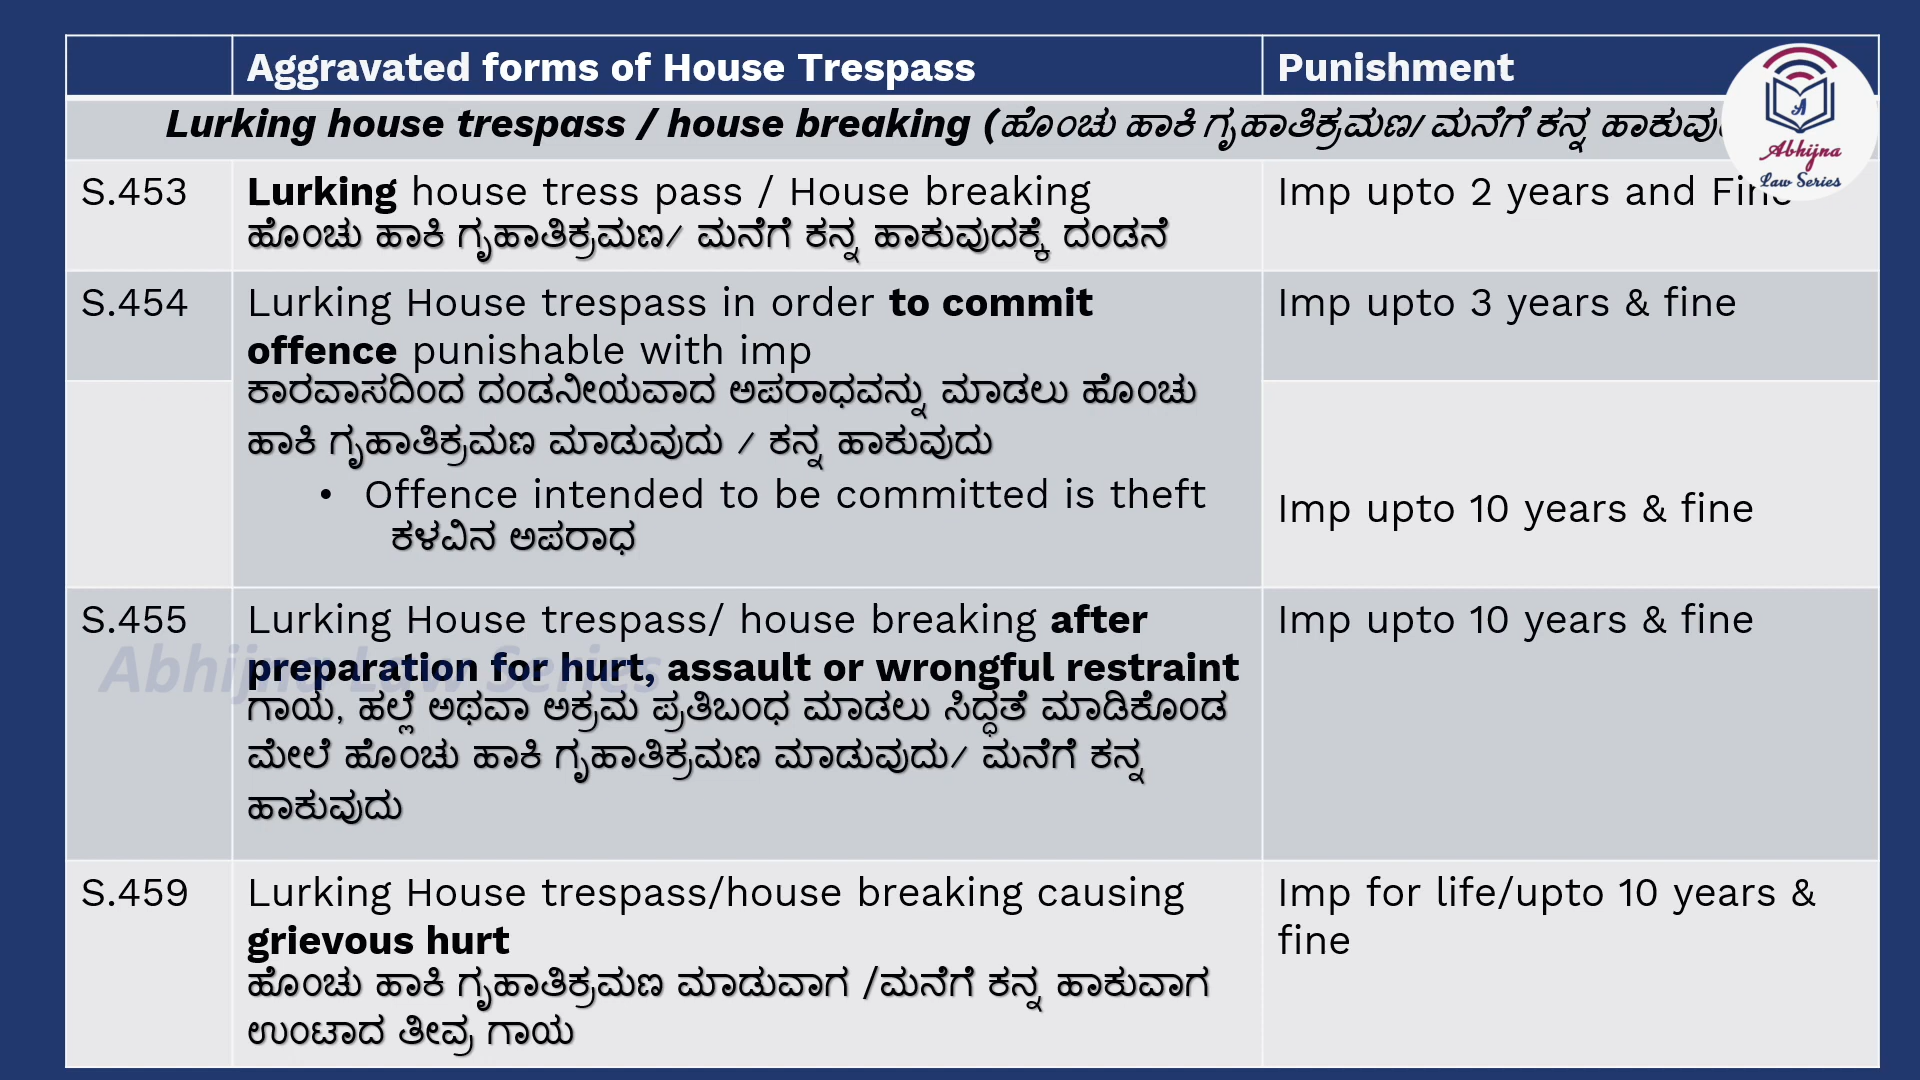 Aggravated forms of House Trespass
Punishment
Lurking house trespass / house breaking (ಹೊಂಚು ಹಾಕಿ ಗೃಹಾತಿಕ್ರಮಣ/ ಮನೆಗೆ ಕನ್ನ
Abhijna
Law Series
S.453
Lurking house tress pass / House breaking
ಹೊಂಚು ಹಾಕಿ ಗೃಹಾತಿಕ್ರಮಣ/ ಮನೆಗೆ ಕನ್ನ ಹಾಕುವುದಕ್ಕೆ ದಂಡನೆ
Imp upto 2 years and Fine
S.454
Lurking House trespass in order to commit
offence punishable with imp
ಕಾರವಾಸದಿಂದ ದಂಡನೀಯವಾದ ಅಪರಾಧವನ್ನು ಮಾಡಲು ಹೊಂಚು
ಹಾಕಿ ಗೃಹಾತಿಕ್ರಮಣ ಮಾಡುವುದು / ಕನ್ನ ಹಾಕುವುದು
• Offence intended to be committed is theft
ಕಳವಿನ ಅಪರಾಧ
Imp upto 3 years & fine
Imp upto 10 years & fine
S.455
Lurking House trespass/ house breaking after
preparation for hurt, assault or wrongful restraint
ಗಾಯ, ಹಲ್ಲೆ ಅಥವಾ ಅಕ್ರಮ ಪ್ರತಿಬಂಧ ಮಾಡಲು ಸಿದ್ಧತೆ ಮಾಡಿಕೊಂಡ
ಮೇಲೆ ಹೊಂಚು ಹಾಕಿ ಗೃಹಾತಿಕ್ರಮಣ ಮಾಡುವುದು/ ಮನೆಗೆ ಕನ್ನ
ಹಾಕುವುದು
Imp upto 10 years & fine
Abhijna Law Series
S.459
Lurking House trespass/house breaking causing
grievous hurt
ಹೊಂಚು ಹಾಕಿ ಗೃಹಾತಿಕ್ರಮಣ ಮಾಡುವಾಗ /ಮನೆಗೆ ಕನ್ನ ಹಾಕುವಾಗ
ಉಂಟಾದ ತೀವ್ರ ಗಾಯ
Imp for life/upto 10 years &
fine